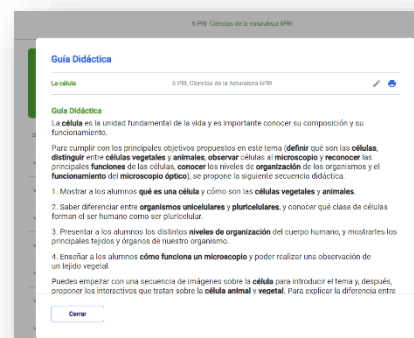 6 PRI Ciencias de la naturaleza 6PRI
Guía Didáctica
La célula 6 PRI, Ciencias de la naturaleza 6PRI
Guía Didáctica
La célula es la unidad fundamental de la vida y es importante conocer su composición y su
funcionamiento.
Para cumplir con los principales objetivos propuestos en este tema (definir qué son las células,
distinguir entre células vegetales y animales, observar células al microscopio y reconocer las
principales funciones de las células, conocer los niveles de organización de los organismos y el
funcionamiento del microscopio óptico), se propone la siguiente secuencia didáctica.
1. Mostrar a los alumnos qué es una célula y cómo son las células vegetales y animales.
2. Saber diferenciar entre organismos unicelulares y pluricelulares, y conocer qué clase de células
forman el ser humano como ser pluricelular.
3. Presentar a los alumnos los distintos niveles de organización del cuerpo humano, y mostrarles los
principales tejidos y órganos de nuestro organismo.
4. Enseñar a los alumnos cómo funciona un microscopio y poder realizar una observación de
un tejido vegetal.
Puedes empezar con una secuencia de imágenes sobre la célula para introducir el tema y, después,
proponer los interactivos que tratan sobre la célula animal y vegetal. Para explicar la diferencia entre
Cerrar